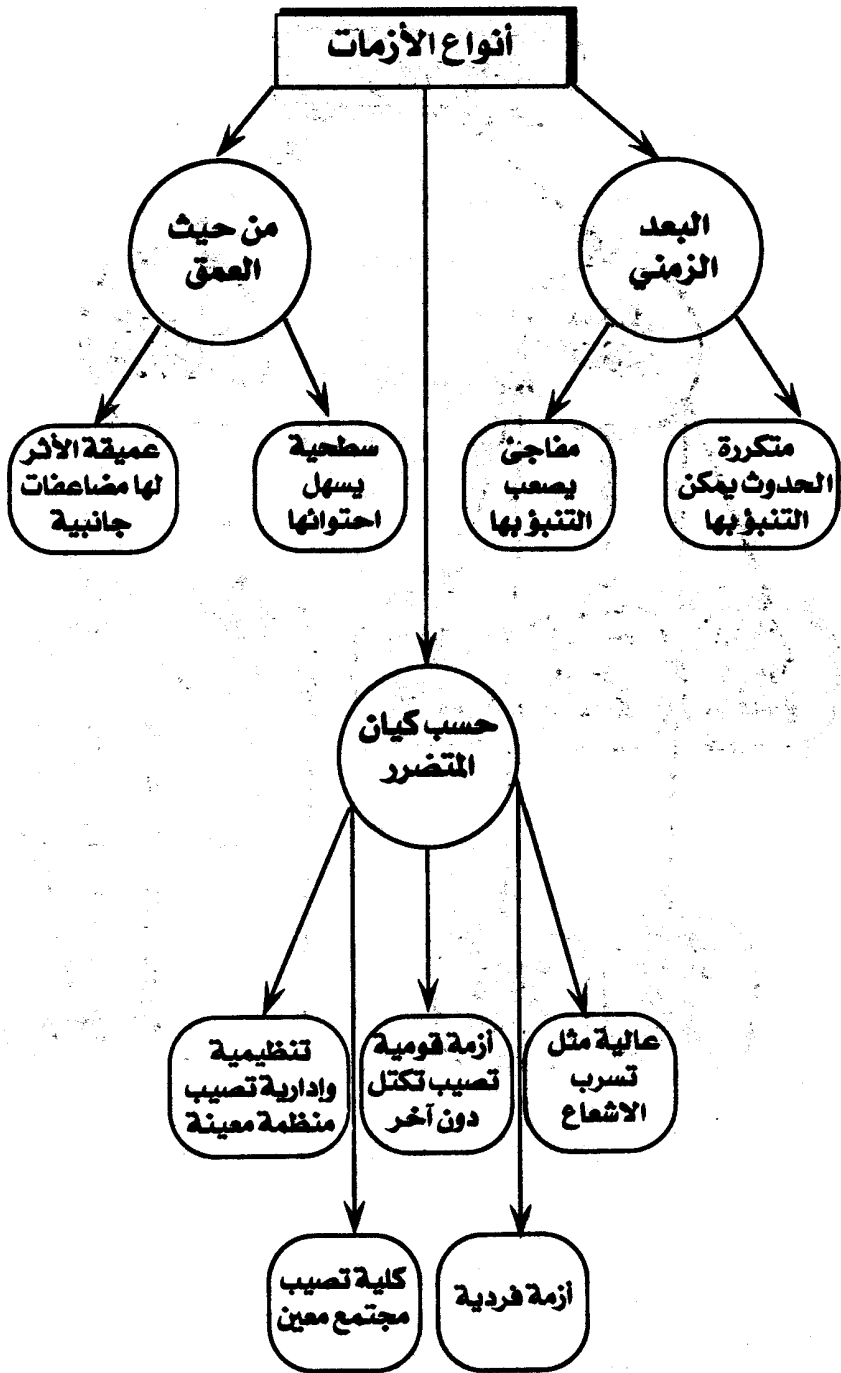 أنواع الأزمات
البعد
الزمني
من حيث
العمق
متكررة
الحدوث يمكن
التنبؤ بها
مفاجئ
يصعب
التنبؤ بها
سطحية
يسهل
احتوائها
عميقة الأثر
لها مضاعفات
جانبية
حسب كيان
المتضرر
عالية مثل
تسرب
الاشعاع
أزمة قومية
تصيب تكتل
دون آخر
تنظيمية
وإدارية تصيب
منظمة معينة
أزمة فردية
كلية تصيب
مجتمع معين